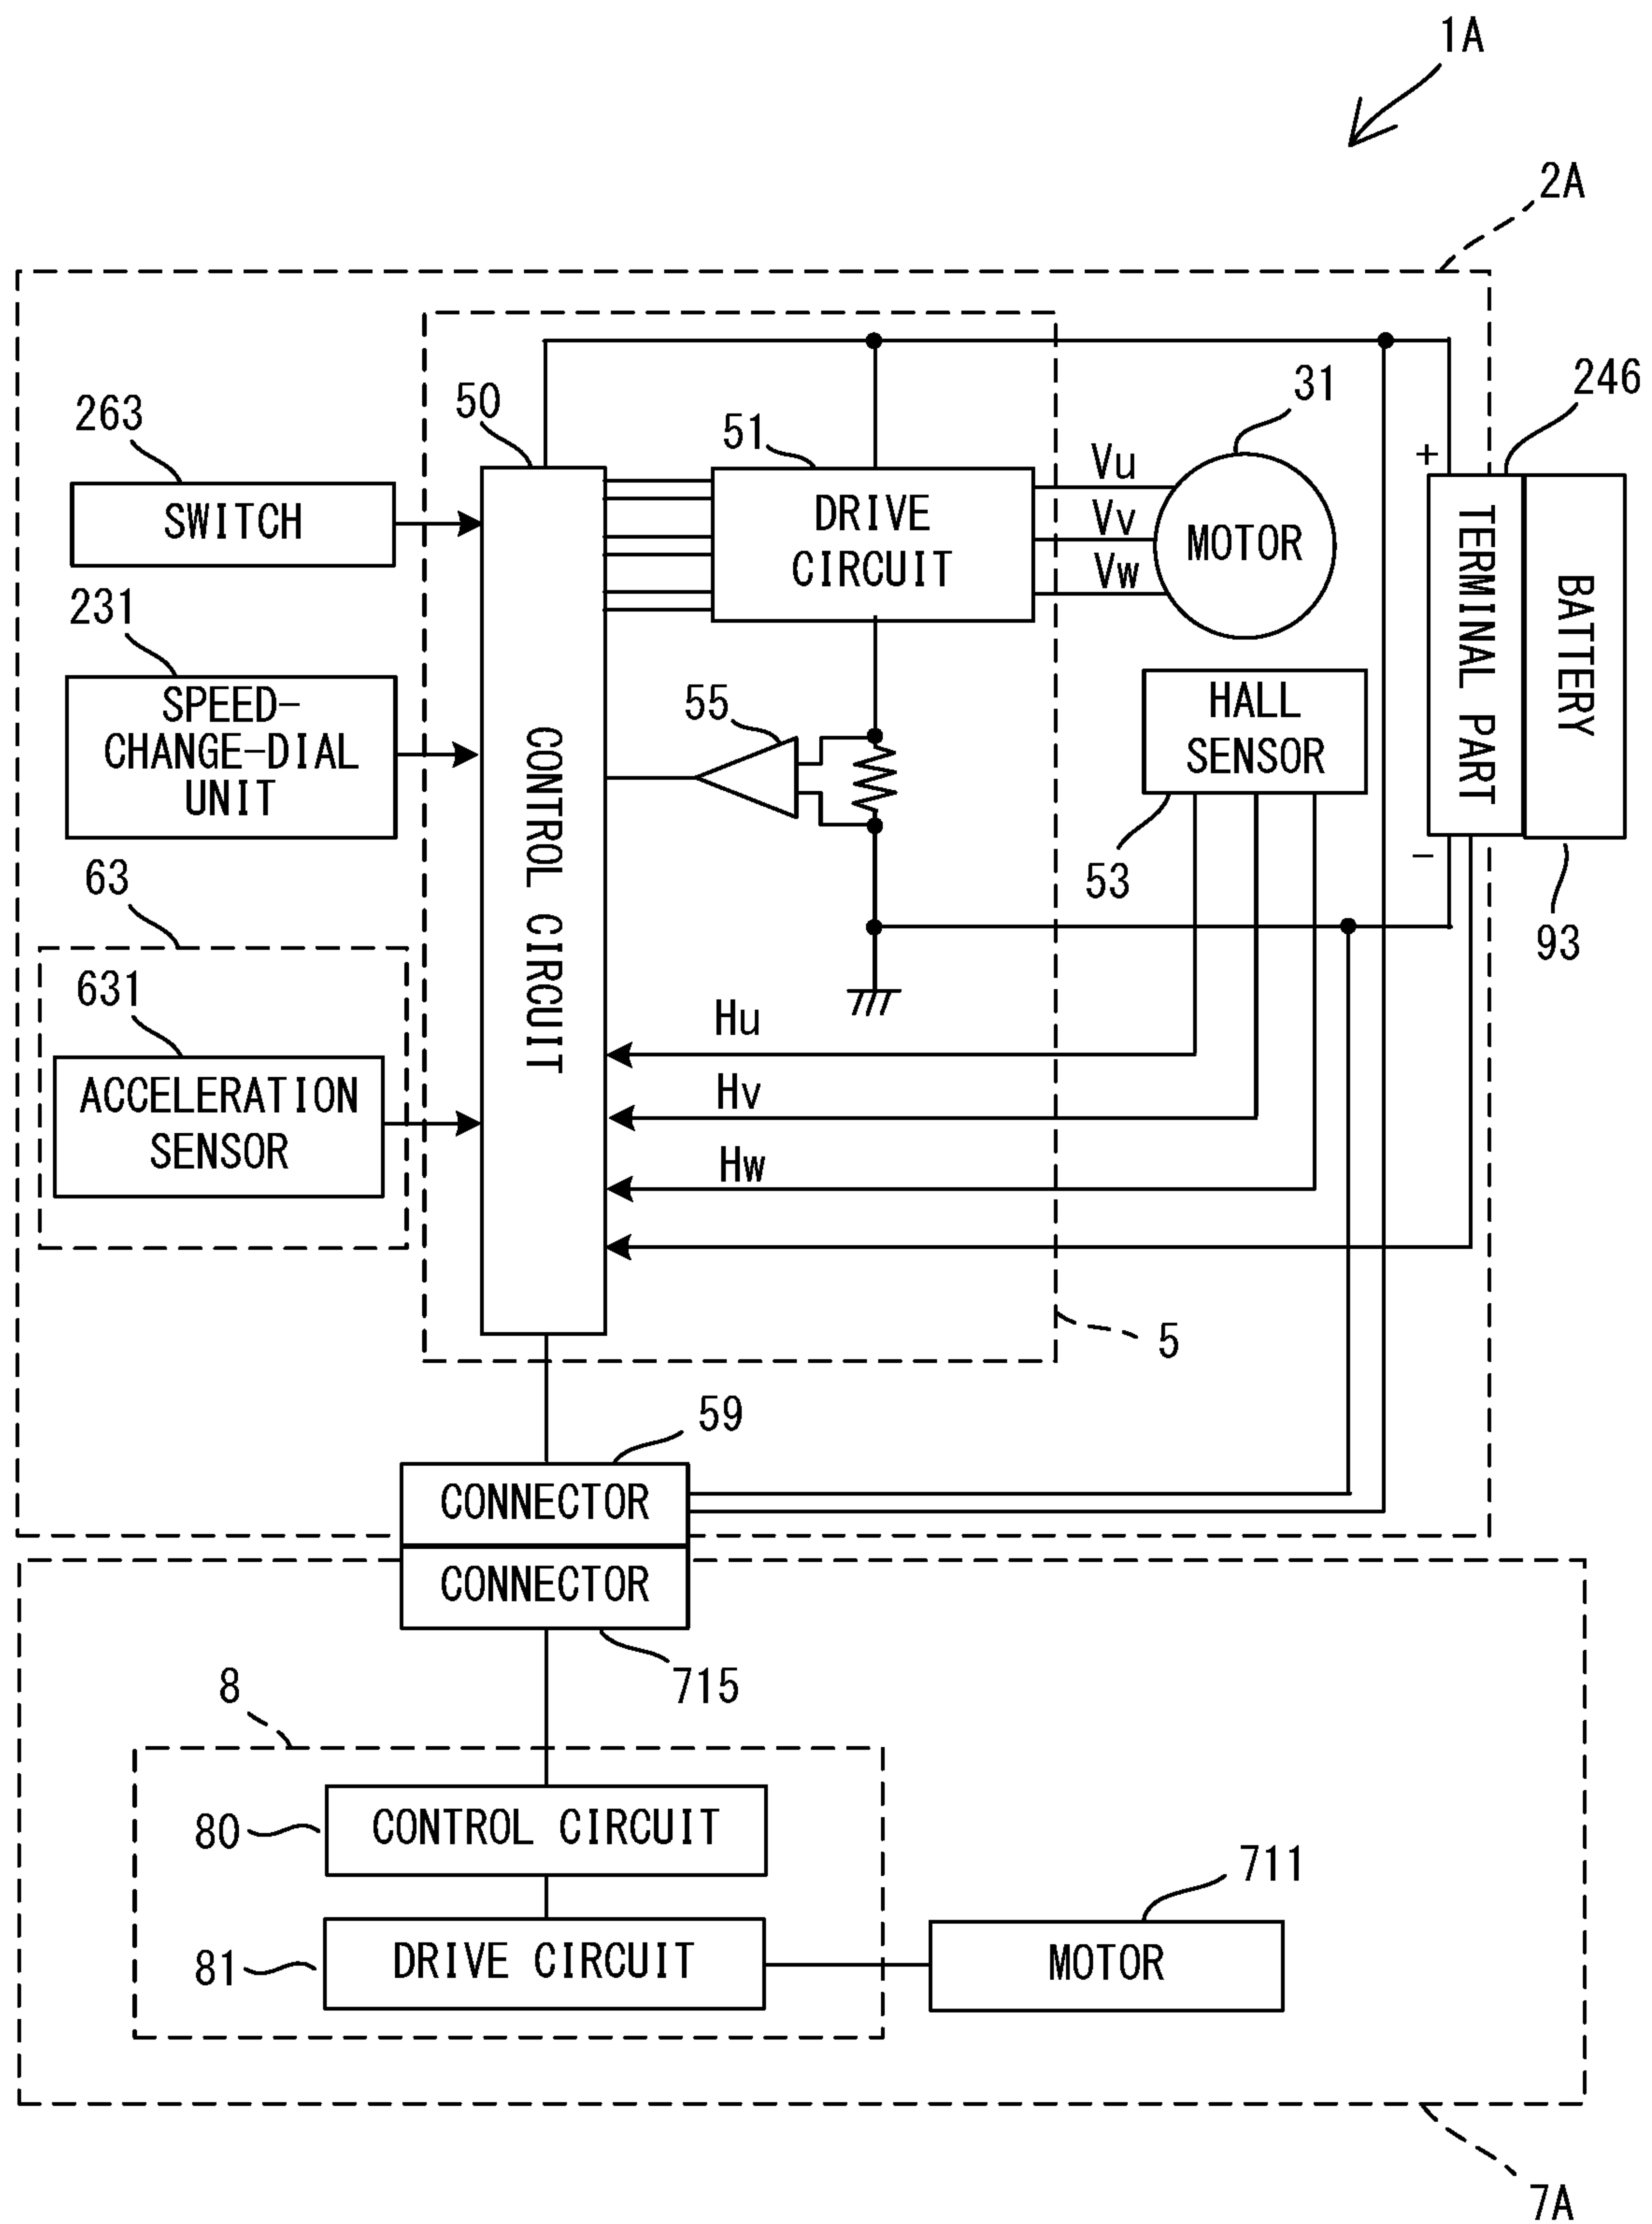 1A
2A
246
31
50
51
263
Vu
+
SWITCH
DRIVE
CIRCUIT
Vv
MOTOR
Vw
TERMINAL PART
BATTERY
231
SPEED-
CHANGE-DIAL
UNIT
55
HALL
SENSOR
CONTROL CIRCUIT
63
53
−
93
631
Hu
ACCELERATION
SENSOR
Hv
Hw
5
59
CONNECTOR
CONNECTOR
715
8
80
CONTROL CIRCUIT
711
81
DRIVE CIRCUIT
MOTOR
7A